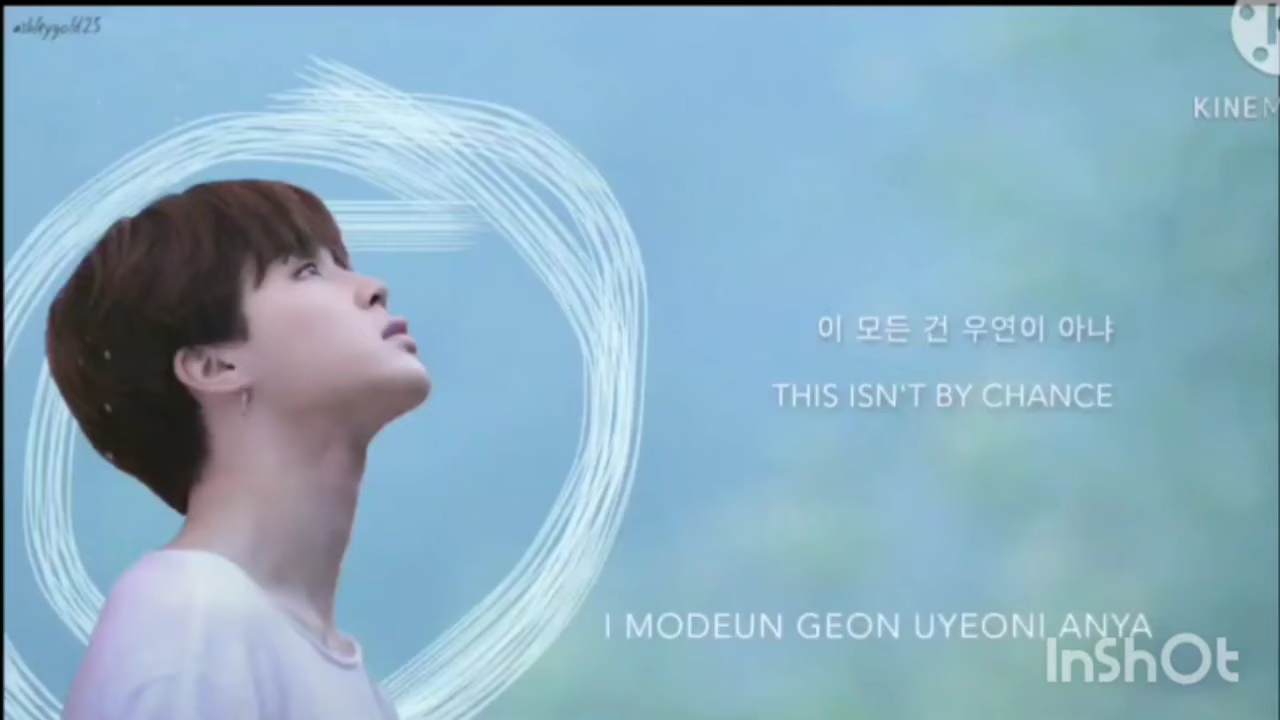 ashleygold25
KINEM
이 모든 건 우연이 아냐
THIS ISN'T BY CHANCE
I MODEUN GEON UYEONI ANYA
InShOt